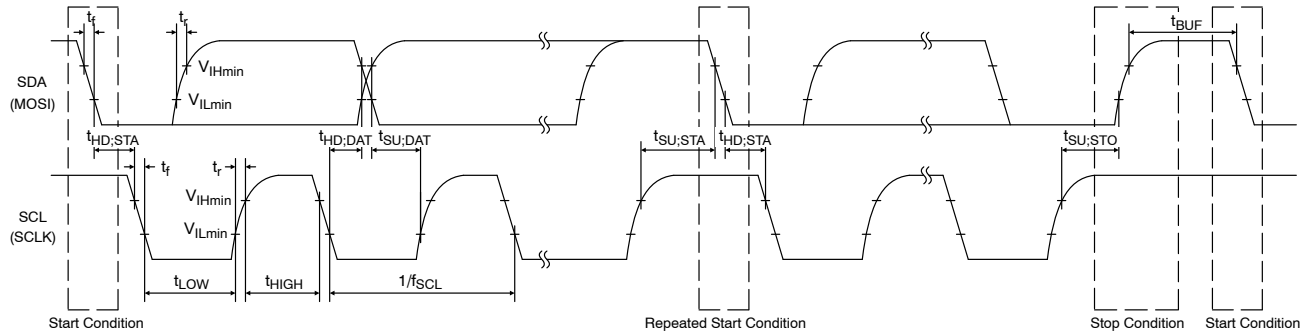 tf
tr
tBUF
SDA
(MOSI)
VIHmin
VILmin
tHD;STA
tHD;DAT
tSU;DAT
tSU;STA
tHD;STA
tSU;STO
tf
tr
SCL
(SCLK)
VIHmin
VILmin
tLOW
tHIGH
1/fSCL
Start Condition
Repeated Start Condition
Stop Condition
Start Condition